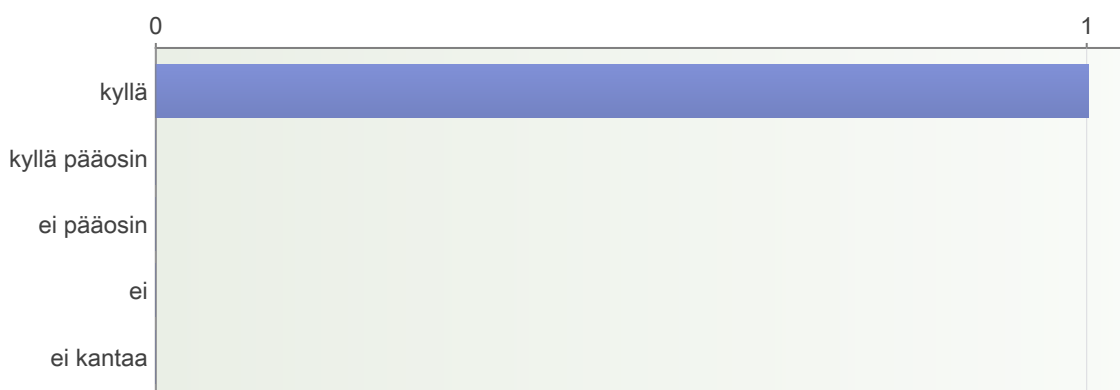 0 1
kyllä
kyllä pääosin
ei pääosin
ei
ei kantaa